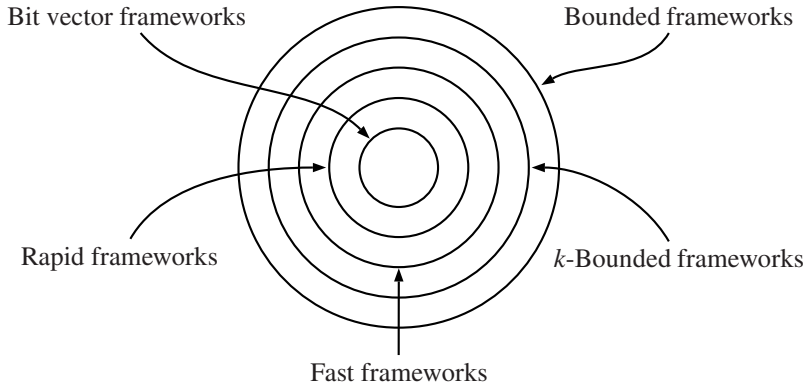 Bit vector frameworks
Bounded frameworks
Rapid frameworks
k-Bounded frameworks
Fast frameworks